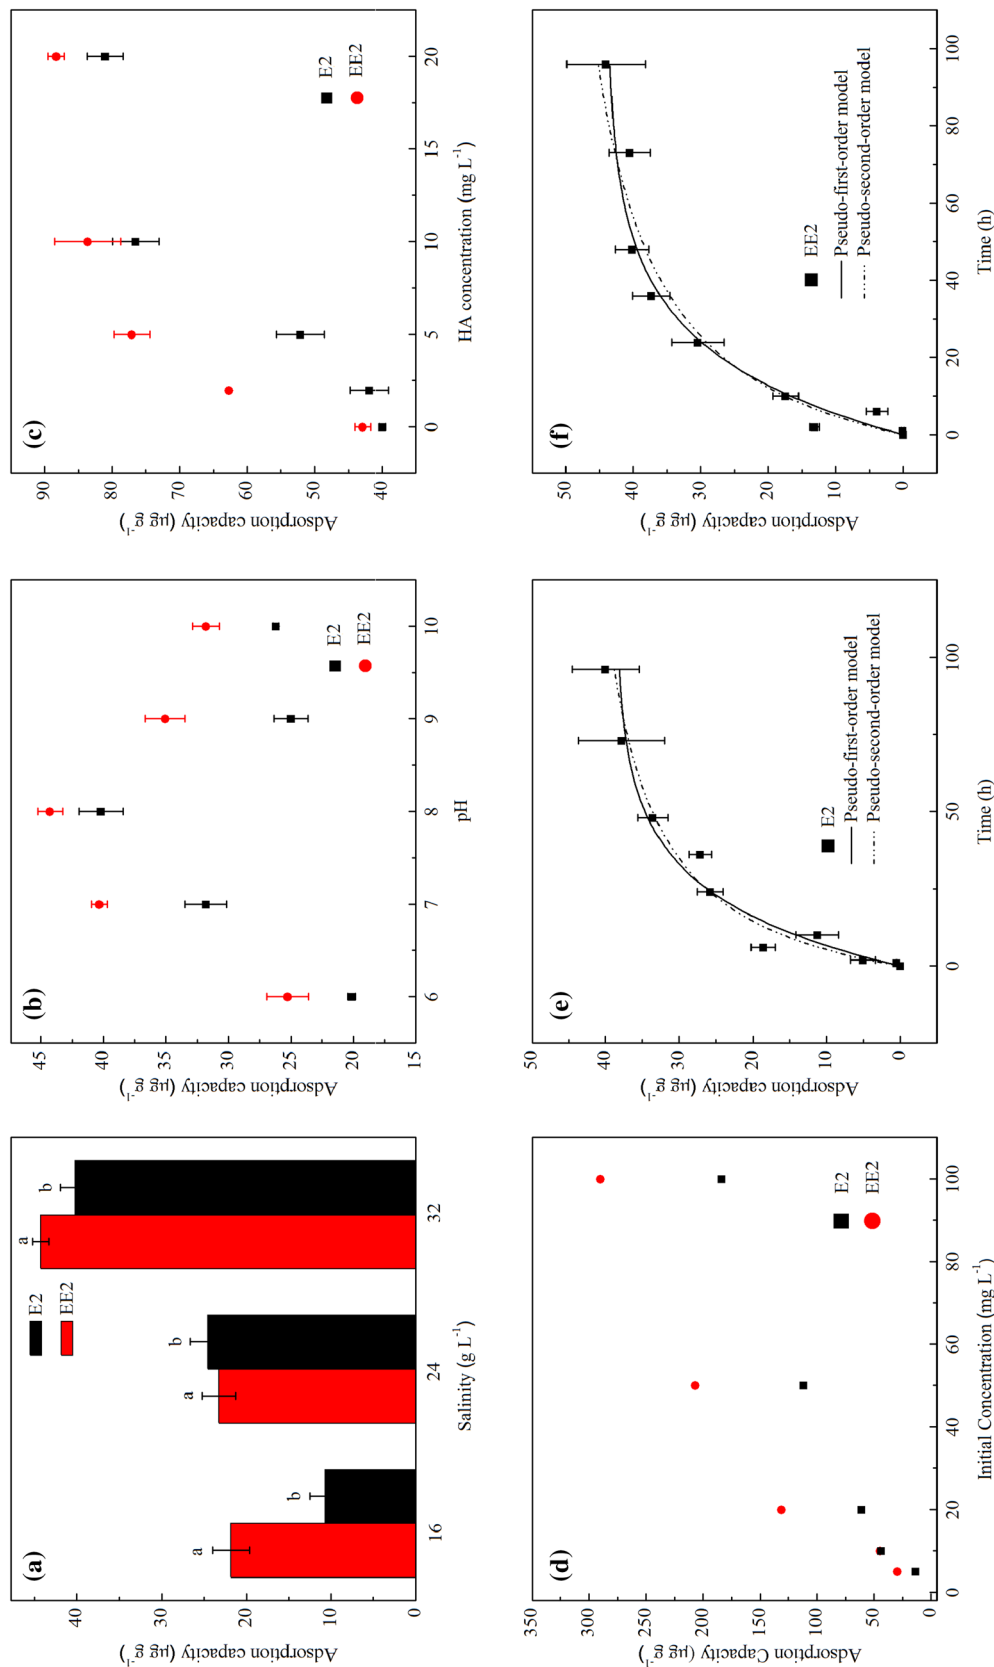 (a)
Adsorption capacity (µg g⁻¹)
40
30
20
10
0
a
b
a
b
a
b
E2
EE2
16
24
32
Salinity (g L⁻¹)
(b)
Adsorption capacity (µg g⁻¹)
45
40
35
30
25
20
15
E2
EE2
6
7
8
9
10
pH
(c)
Adsorption capacity (µg g⁻¹)
90
80
70
60
50
40
E2
EE2
0
5
10
15
20
HA concentration (mg L⁻¹)
(d)
Adsorption Capacity (µg g⁻¹)
350
300
250
200
150
100
50
0
E2
EE2
0
20
40
60
80
100
Initial Concentration (mg L⁻¹)
(e)
Adsorption capacity (µg g⁻¹)
50
40
30
20
10
0
E2
Pseudo-first-order model
Pseudo-second-order model
0
50
100
Time (h)
(f)
Adsorption capacity (µg g⁻¹)
50
40
30
20
10
0
EE2
Pseudo-first-order model
Pseudo-second-order model
0
20
40
60
80
100
Time (h)